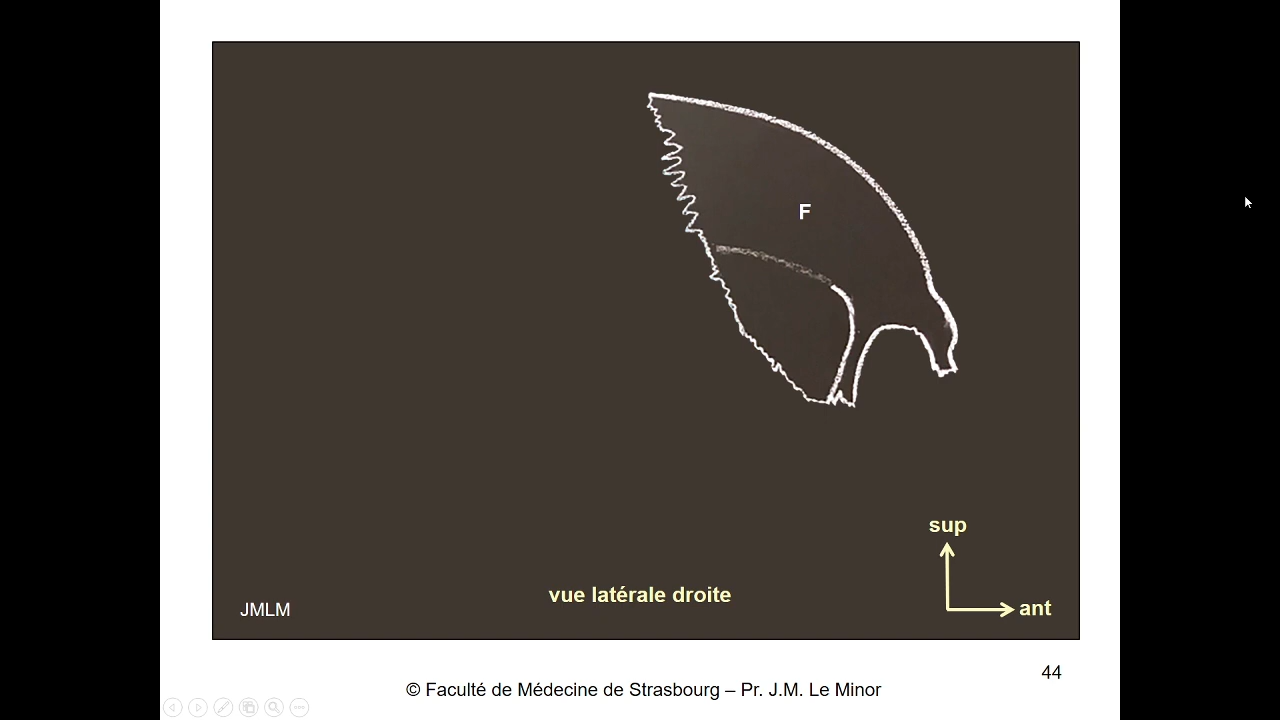 F
sup
ant
vue latérale droite
JMLM
44
© Faculté de Médecine de Strasbourg – Pr. J.M. Le Minor